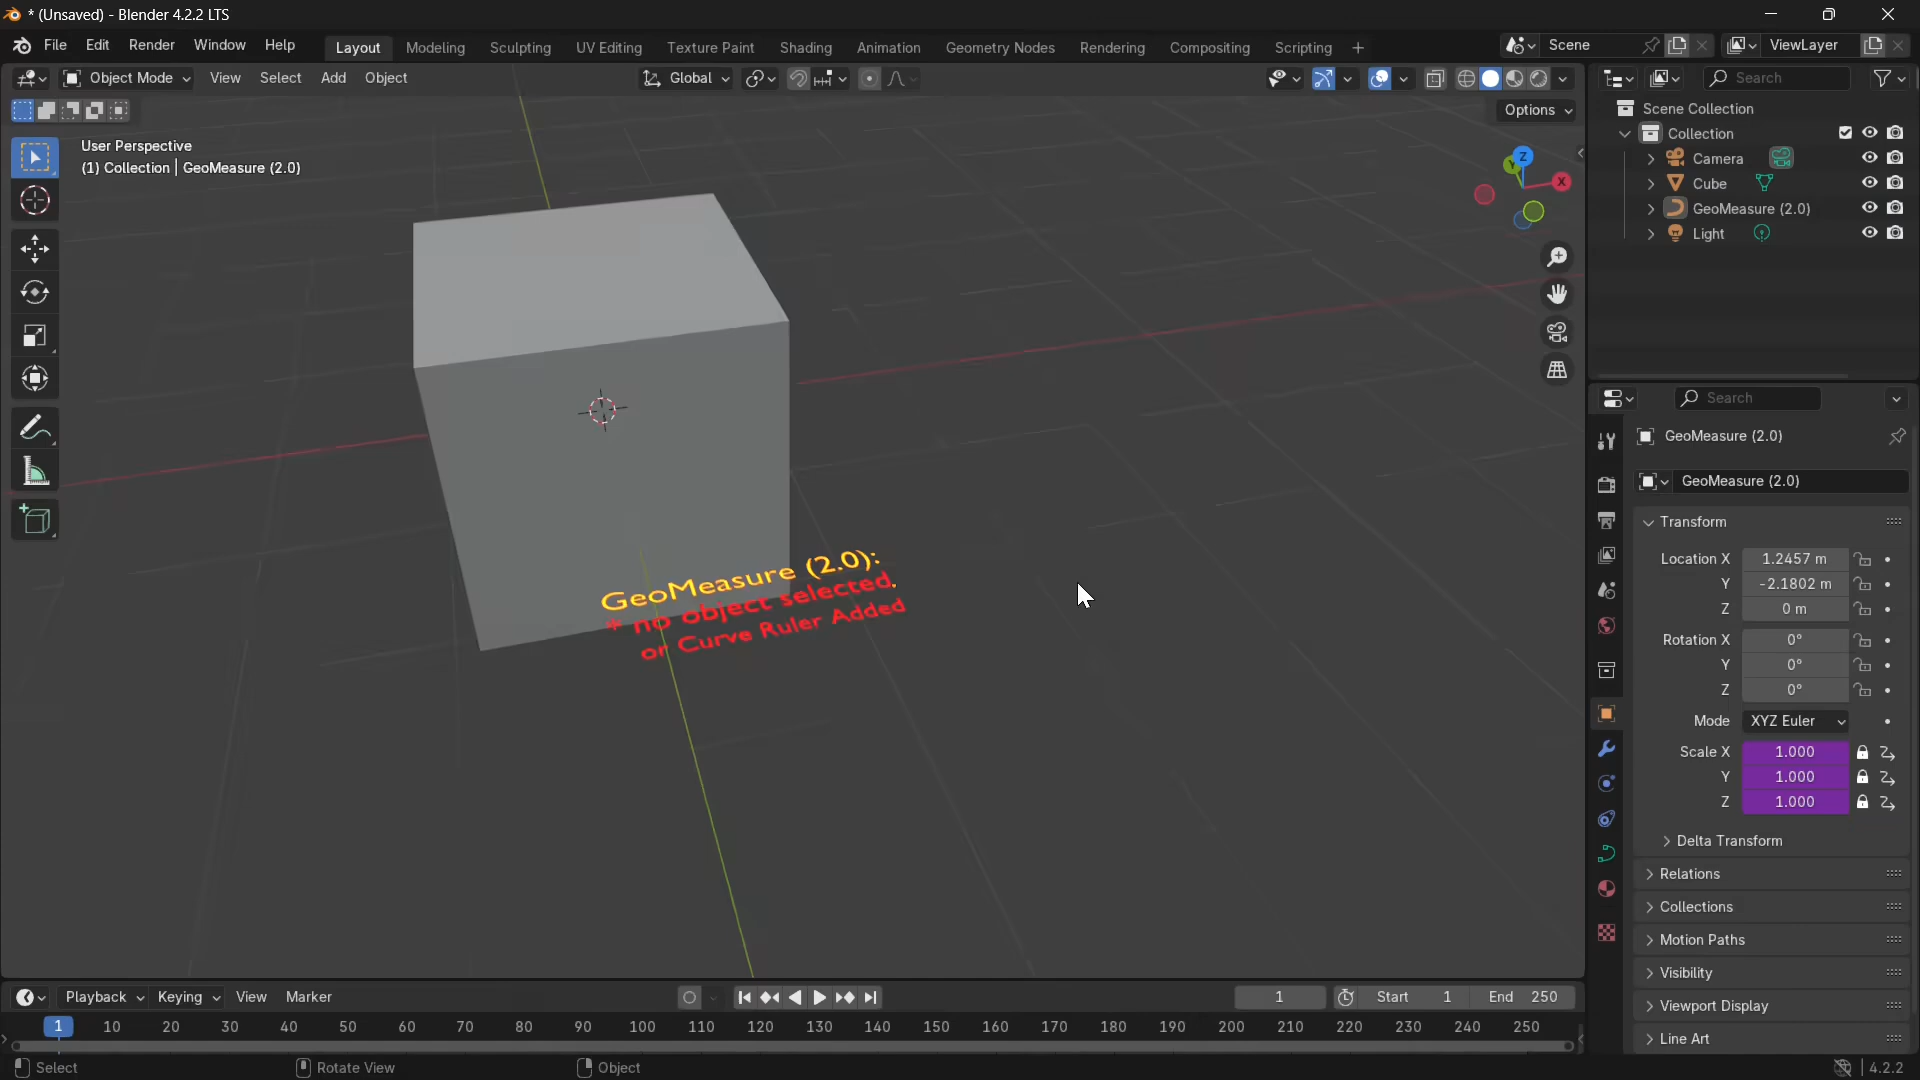 * (Unsaved) - Blender 4.2.2 LTS
File Edit Render Window Help Layout Modeling Sculpting UV Editing Texture Paint Shading Animation Geometry Nodes Rendering Compositing Scripting + Scene ViewLayer
Object Mode View Select Add Object Global Search
Options
User Perspective
(1) Collection | GeoMeasure (2.0)
Z
Y
X
GeoMeasure (2.0):
* no object selected.
or Curve Ruler Added
Scene Collection
Collection
Camera
Cube
GeoMeasure (2.0)
Light
Search
GeoMeasure (2.0)
GeoMeasure (2.0)
Transform
Location X 1.2457 m
Y -2.1802 m
Z 0 m
Rotation X 0°
Y 0°
Z 0°
Mode XYZ Euler
Scale X 1.000
Y 1.000
Z 1.000
Delta Transform
Relations
Collections
Motion Paths
Visibility
Viewport Display
Line Art
Playback Keying View Marker 1 Start 1 End 250
1 10 20 30 40 50 60 70 80 90 100 110 120 130 140 150 160 170 180 190 200 210 220 230 240 250
Select Rotate View Object 4.2.2